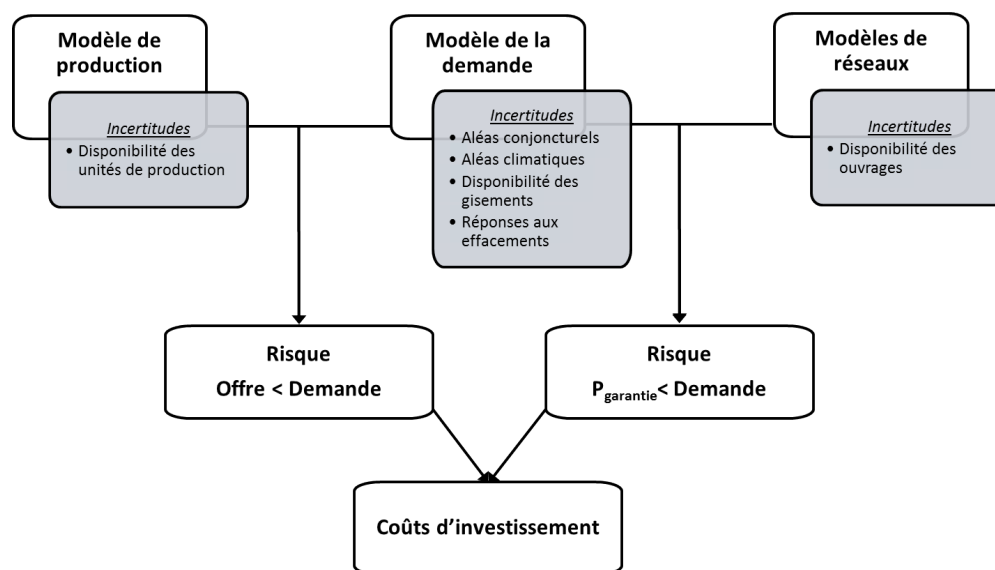 Modèle de
production
Incertitudes
• Disponibilité des
unités de production
Modèle de la
demande
Incertitudes
• Aléas conjoncturels
• Aléas climatiques
• Disponibilité des
gisements
• Réponses aux
effacements
Modèles de
réseaux
Incertitudes
• Disponibilité des
ouvrages
Risque
Offre < Demande
Risque
Pgarantie< Demande
Coûts d’investissement